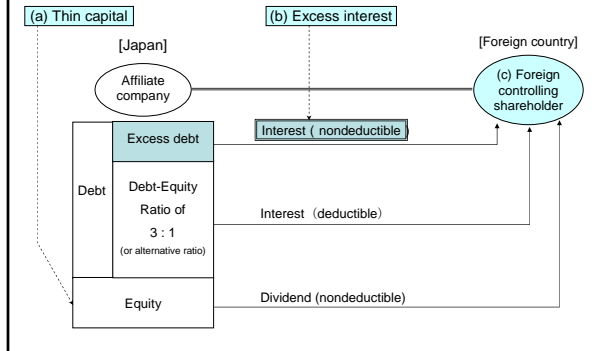 (a) Thin capital
(b) Excess interest
[Japan]
[Foreign country]
Affiliate
company
(c) Foreign
controlling
shareholder
Excess debt
Interest ( nondeductible )
Debt
Debt-Equity
Ratio of
3 : 1
(or alternative ratio)
Interest （deductible）
Equity
Dividend (nondeductible)